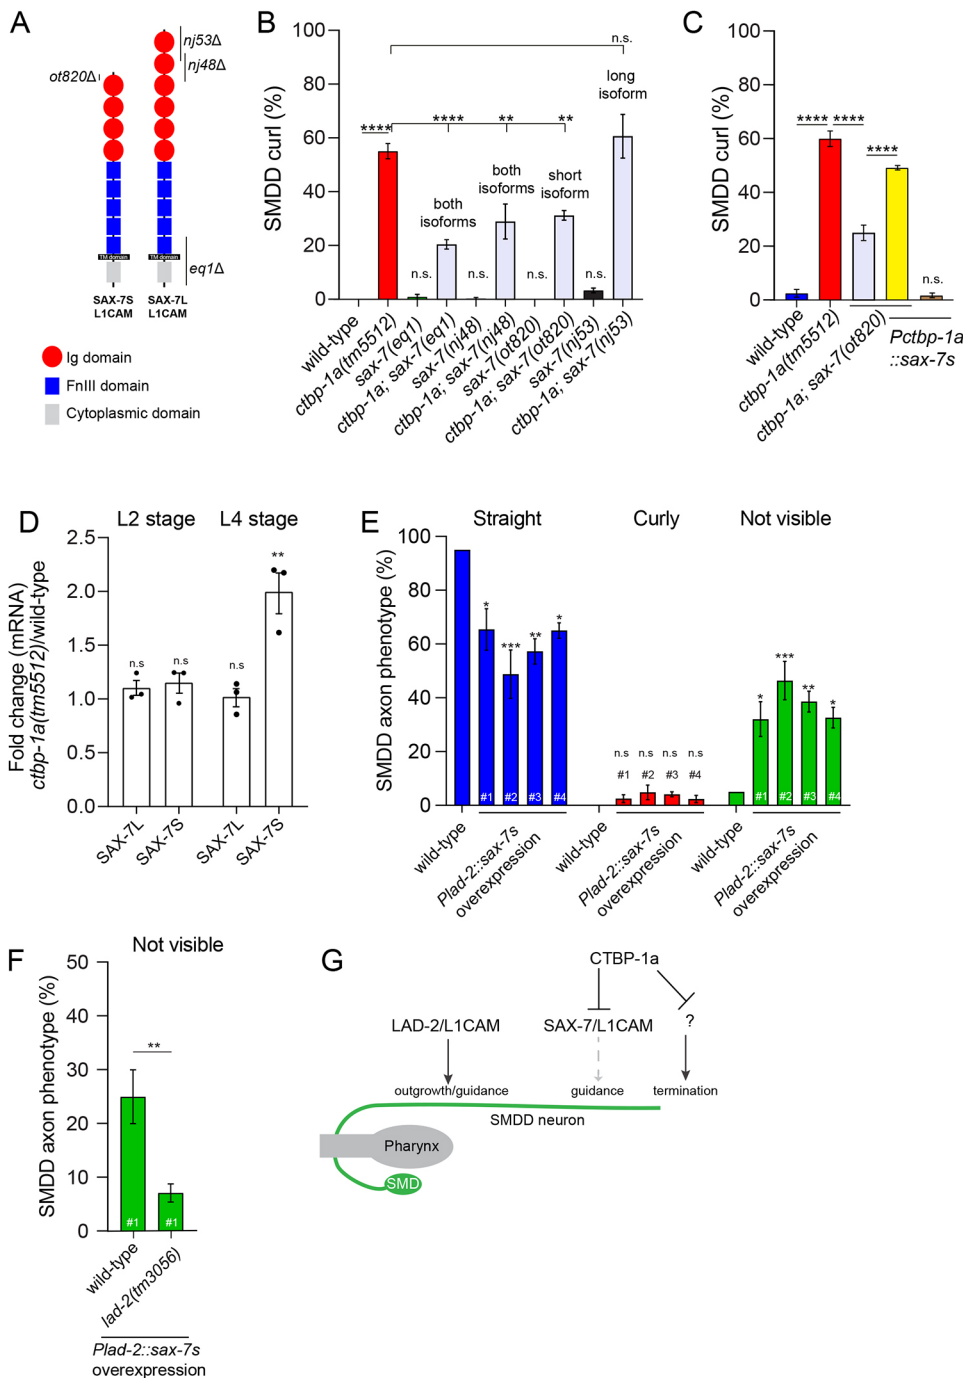 A
nj53Δ
nj48Δ
ot820Δ
TM domain
TM domain
eq1Δ
SAX-7S
L1CAM
SAX-7L
L1CAM
Ig domain
FnIII domain
Cytoplasmic domain
B
SMDD curl (%)
100
80
60
40
20
0
n.s.
long
isoform
****
****
**
**
both
isoforms
both
isoforms
short
isoform
n.s.
n.s.
n.s.
n.s.
wild-type
ctbp-1a(tm5512)
sax-7(eq1)
ctbp-1a; sax-7(eq1)
sax-7(nj48)
ctbp-1a; sax-7(nj48)
sax-7(ot820)
ctbp-1a; sax-7(ot820)
sax-7(nj53)
ctbp-1a; sax-7(nj53)
C
SMDD curl (%)
100
80
60
40
20
0
****
****
****
n.s.
wild-type
ctbp-1a(tm5512)
ctbp-1a; sax-7(ot820)
Pctbp-1a
::sax-7s
D
L2 stage
L4 stage
Fold change (mRNA)
ctbp-1a(tm5512)/wild-type
2.5
2.0
1.5
1.0
0.5
0.0
n.s
n.s
n.s
**
SAX-7L
SAX-7S
SAX-7L
SAX-7S
E
Straight
Curly
Not visible
SMDD axon phenotype (%)
100
80
60
40
20
0
*
***
**
*
#1
#2
#3
#4
n.s
n.s
n.s
n.s
#1
#2
#3
#4
*
***
**
*
#1
#2
#3
#4
wild-type
Plad-2::sax-7s
overexpression
wild-type
Plad-2::sax-7s
overexpression
wild-type
Plad-2::sax-7s
overexpression
F
Not visible
SMDD axon phenotype (%)
50
40
30
20
10
0
**
#1
#1
wild-type
lad-2(tm3056)
Plad-2::sax-7s
overexpression
G
CTBP-1a
LAD-2/L1CAM
SAX-7/L1CAM
?
outgrowth/guidance
guidance
termination
SMDD neuron
Pharynx
SMD